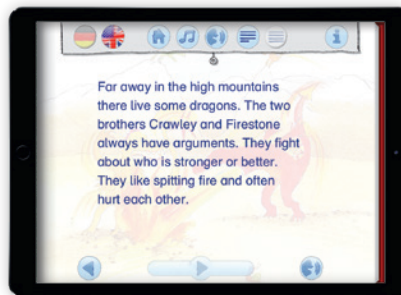 Far away in the high mountains
there live some dragons. The two
brothers Crawley and Firestone
always have arguments. They fight
about who is stronger or better.
They like spitting fire and often
hurt each other.